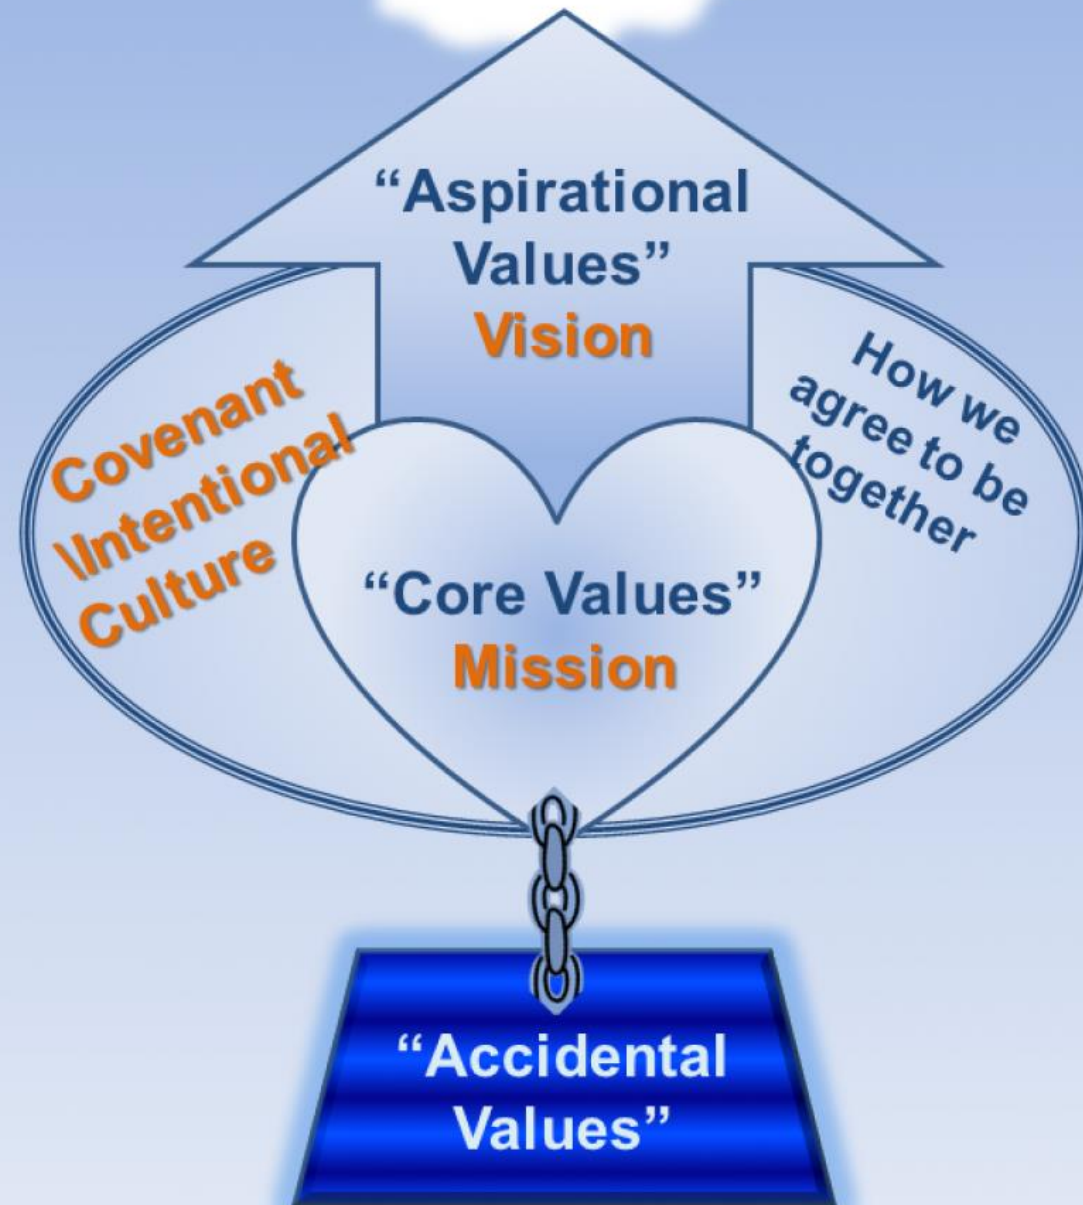 “Aspirational
Values”
Vision
Covenant
\Intentional
Culture
How we
agree to be
together
“Core Values”
Mission
“Accidental
Values”